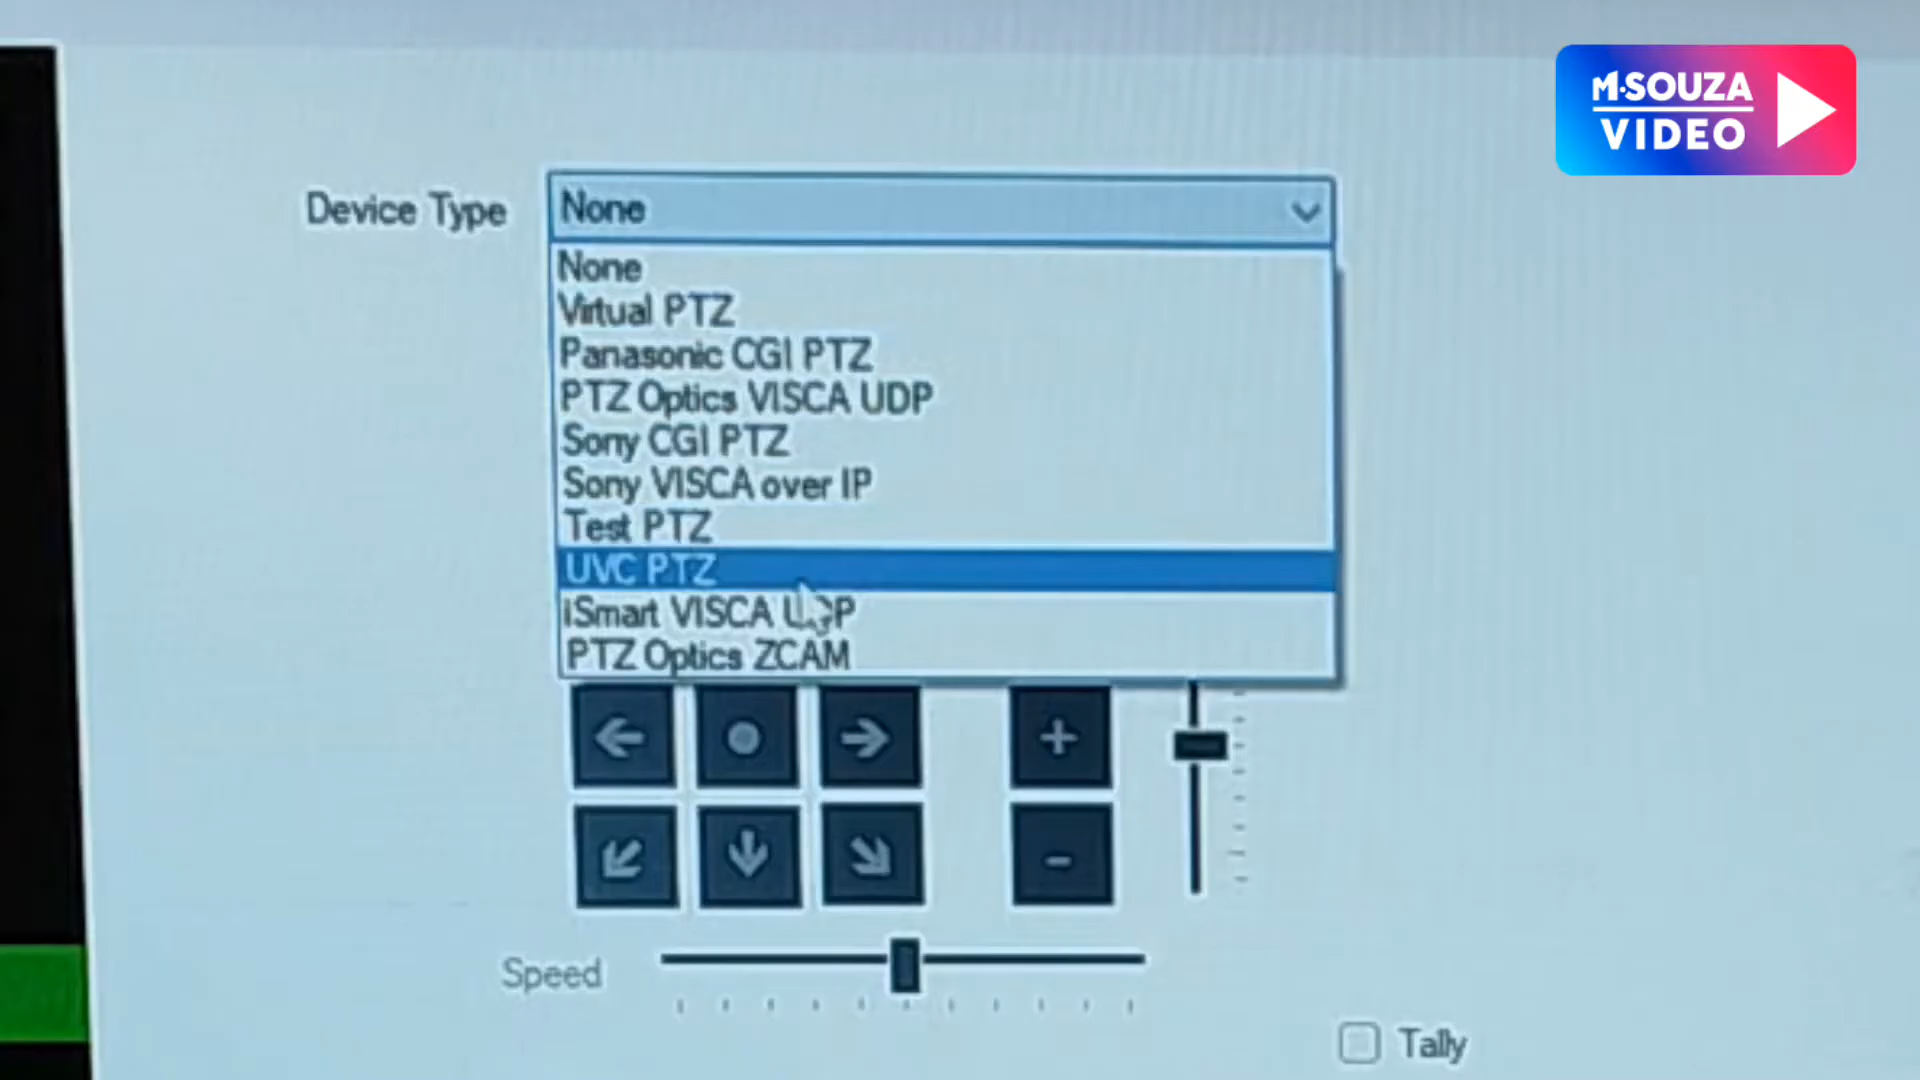 M·SOUZA
VIDEO
Device Type
None
None
Virtual PTZ
Panasonic CGI PTZ
PTZ Optics VISCA UDP
Sony CGI PTZ
Sony VISCA over IP
Test PTZ
UVC PTZ
iSmart VISCA UDP
PTZ Optics ZCAM
+
-
Speed
Tally